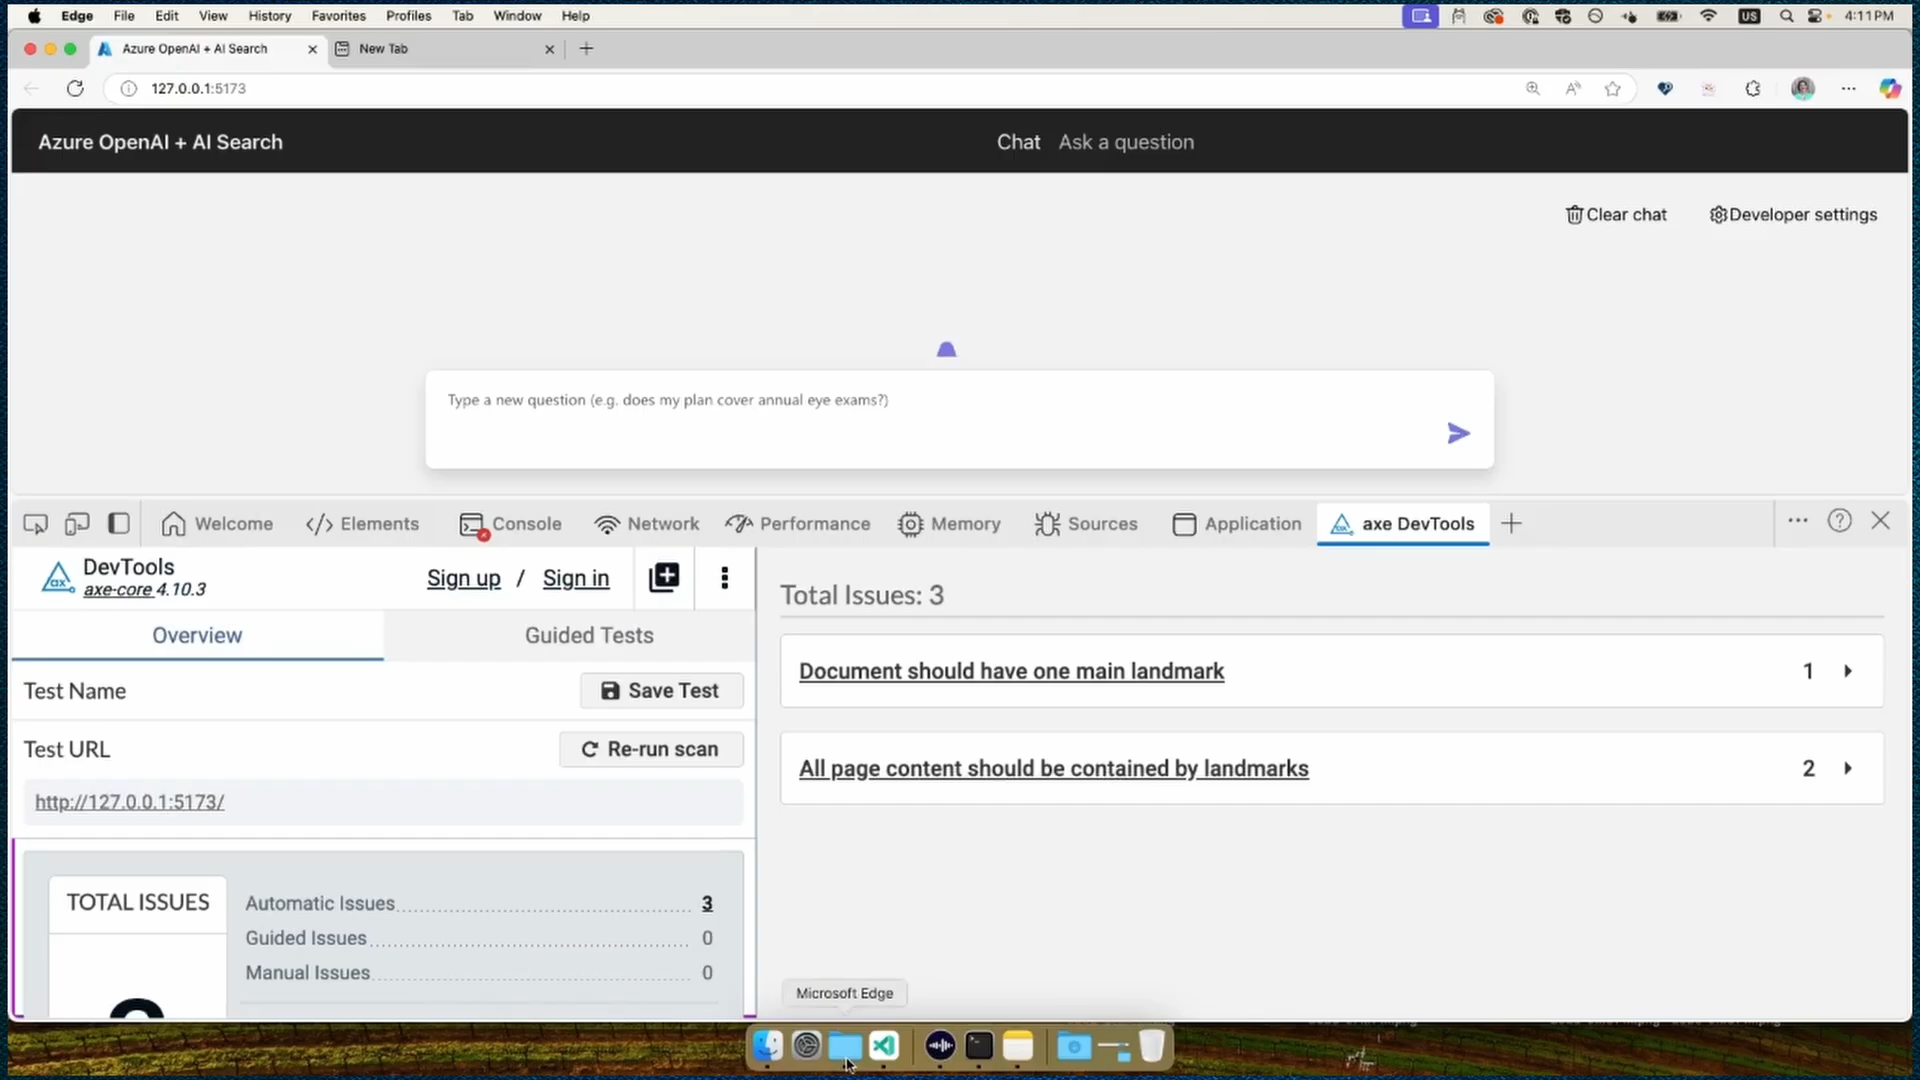 Edge File Edit View History Favorites Profiles Tab Window Help US 4:11PM
Azure OpenAI + AI Search New Tab
127.0.0.1:5173
Azure OpenAI + AI Search Chat Ask a question
Clear chat Developer settings
Type a new question (e.g. does my plan cover annual eye exams?)
Welcome Elements Console Network Performance Memory Sources Application axe DevTools
DevTools
axe-core 4.10.3
Sign up / Sign in
Overview Guided Tests
Test Name Save Test
Test URL Re-run scan
http://127.0.0.1:5173/
TOTAL ISSUES
Automatic Issues 3
Guided Issues 0
Manual Issues 0
Total Issues: 3
Document should have one main landmark 1
All page content should be contained by landmarks 2
Microsoft Edge